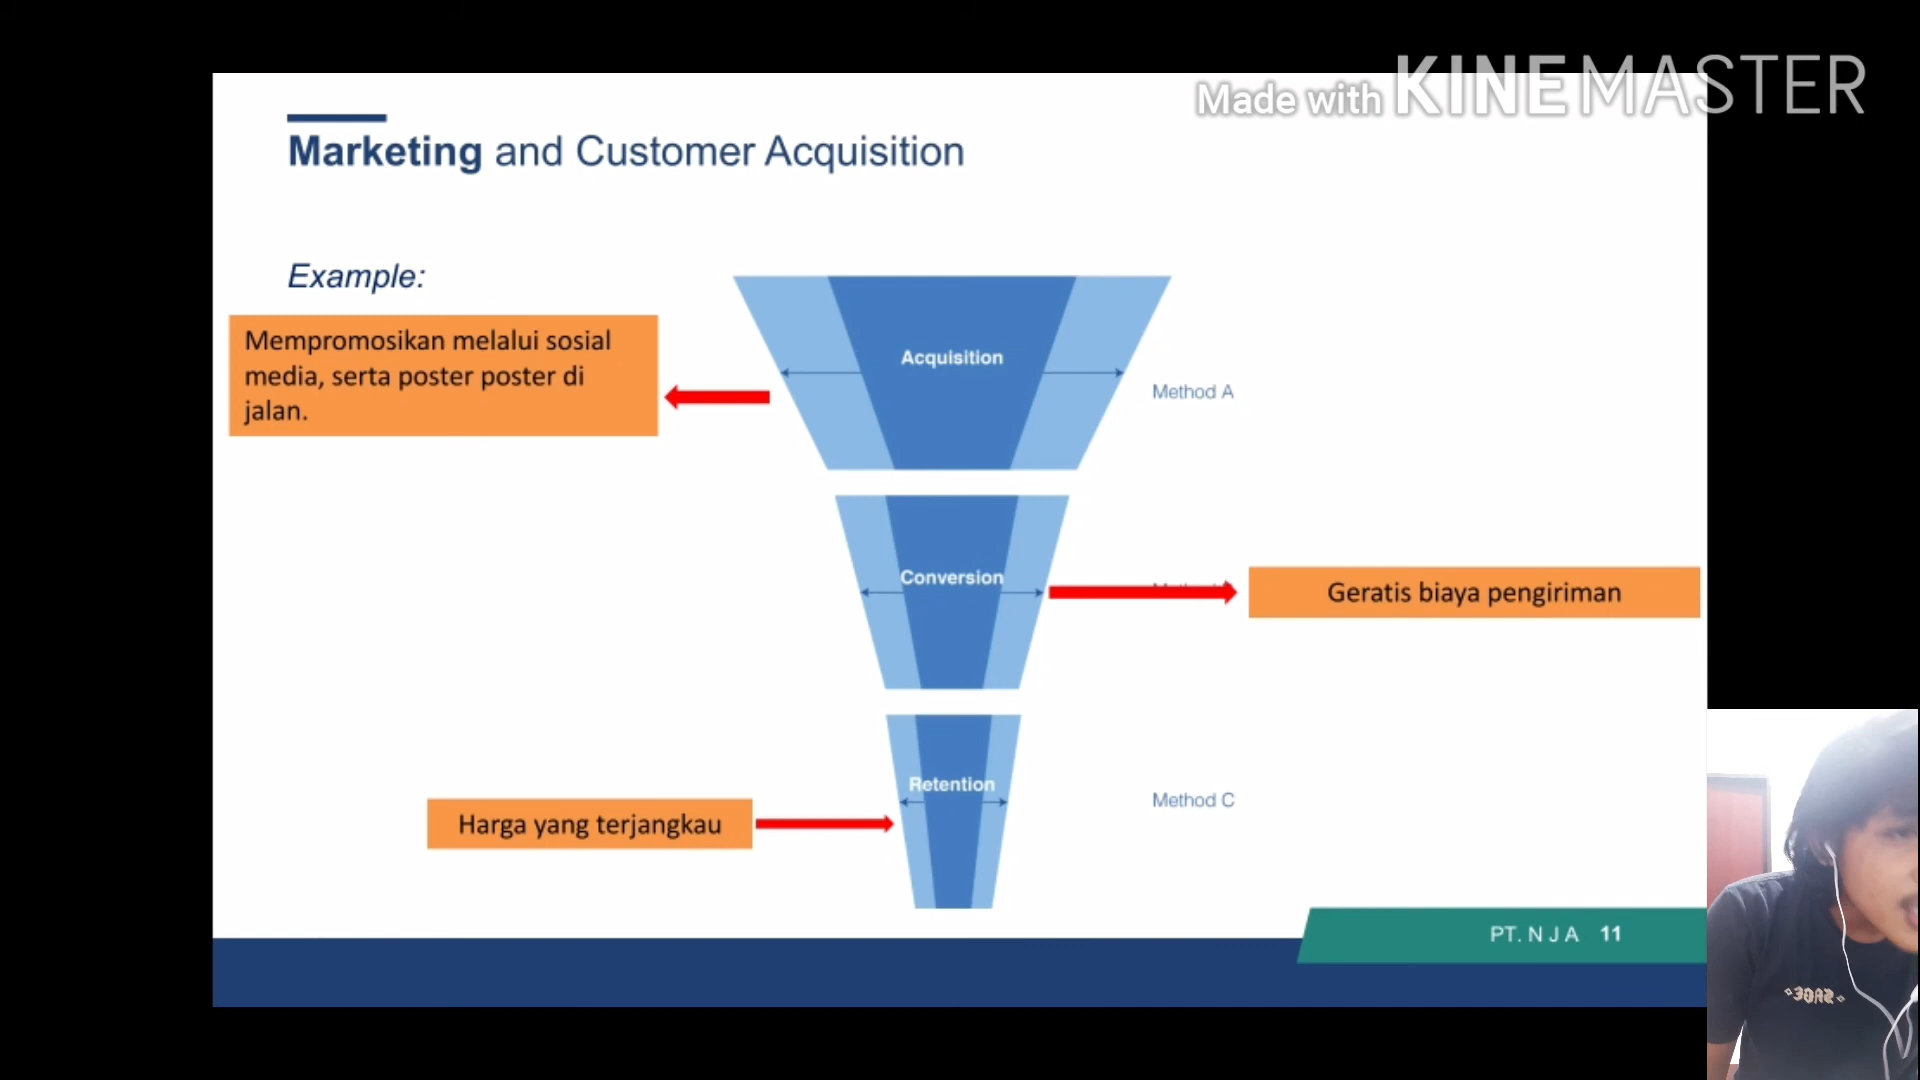 Made with KINEMASTER
Marketing and Customer Acquisition
Example:
Mempromosikan melalui sosial
media, serta poster poster di
jalan.
Acquisition
Method A
Conversion
Geratis biaya pengiriman
Retention
Harga yang terjangkau
Method C
PT. N J A 11